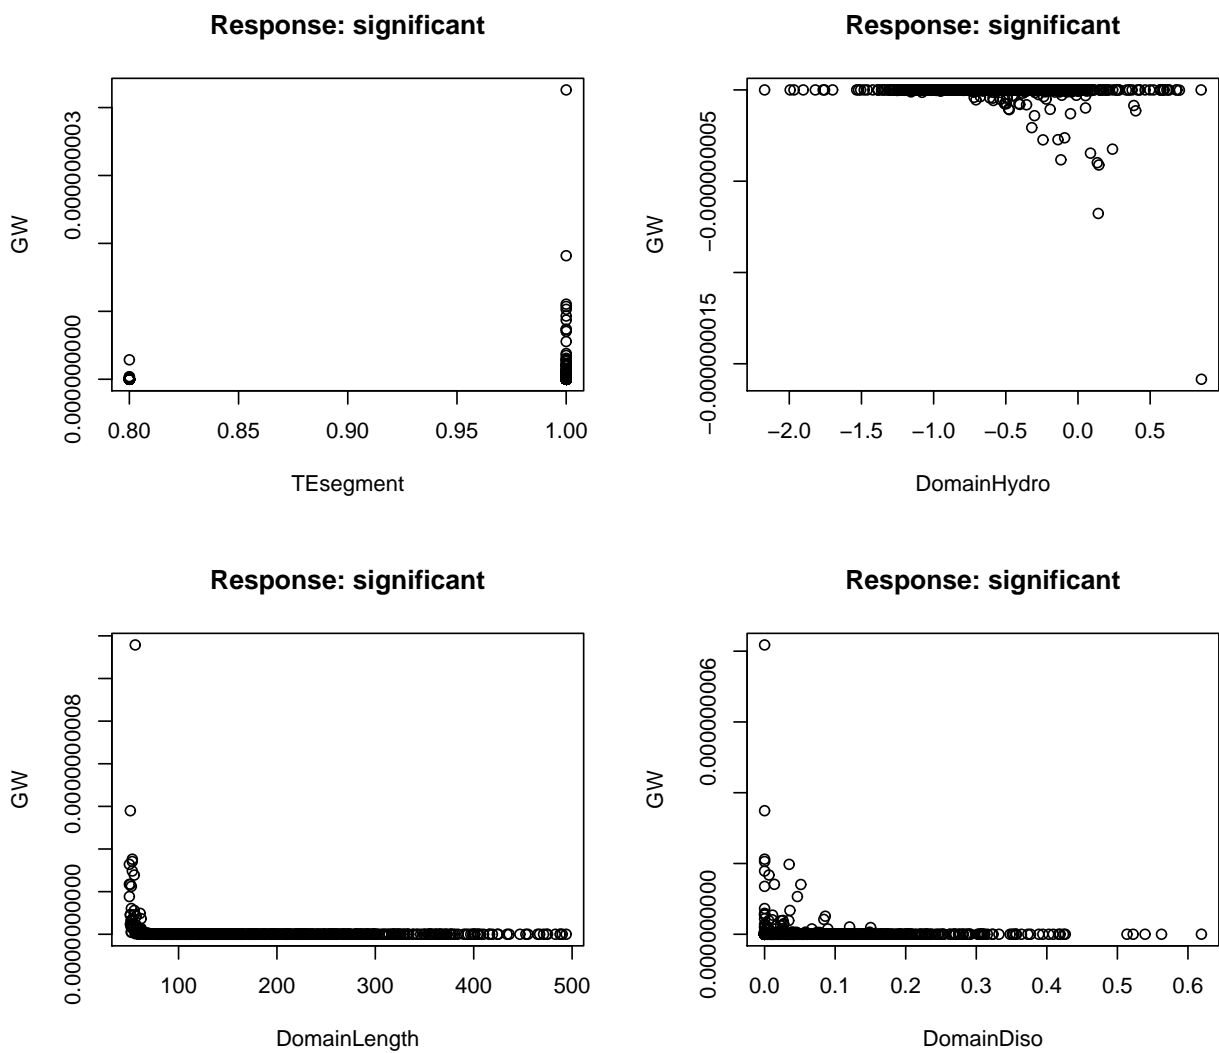 Response: significant
GW
0.000000000 0.000000003
0.80 0.85 0.90 0.95 1.00
TEsegment
Response: significant
GW
−0.000000015 −0.000000005
−2.0 −1.5 −1.0 −0.5 0.0 0.5
DomainHydro
Response: significant
GW
0.0000000000 0.0000000008
100 200 300 400 500
DomainLength
Response: significant
GW
0.000000000 0.000000006
0.0 0.1 0.2 0.3 0.4 0.5 0.6
DomainDiso